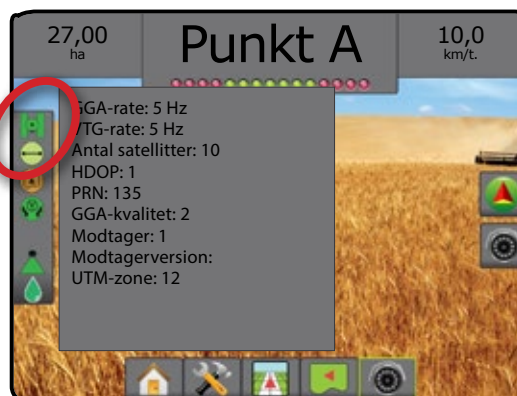 27,00
ha
Punkt A
10,0
km/t.
GGA-rate: 5 Hz
VTG-rate: 5 Hz
Antal satellitter: 10
HDOP: 1
PRN: 135
GGA-kvalitet: 2
Modtager: 1
Modtagerversion:
UTM-zone: 12